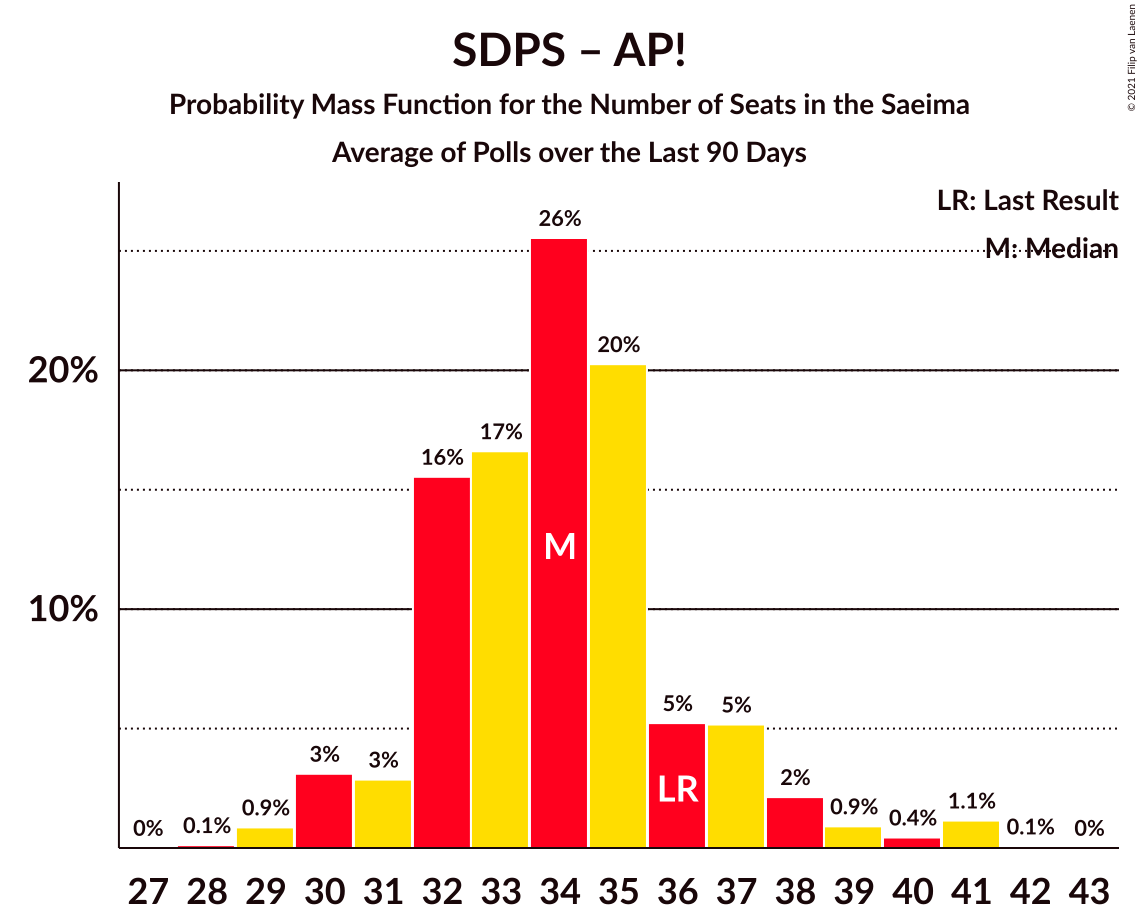 SDPS – AP!
Probability Mass Function for the Number of Seats in the Saeima
Average of Polls over the Last 90 Days
© 2021 Filip van Laenen
LR: Last Result
M: Median
26%
20%
20%
17%
16%
M
10%
5%
5%
3%
3%
2%
LR
0%
0.1%
0.9%
0.9%
0.4%
1.1%
0.1%
0%
27 28 29 30 31 32 33 34 35 36 37 38 39 40 41 42 43